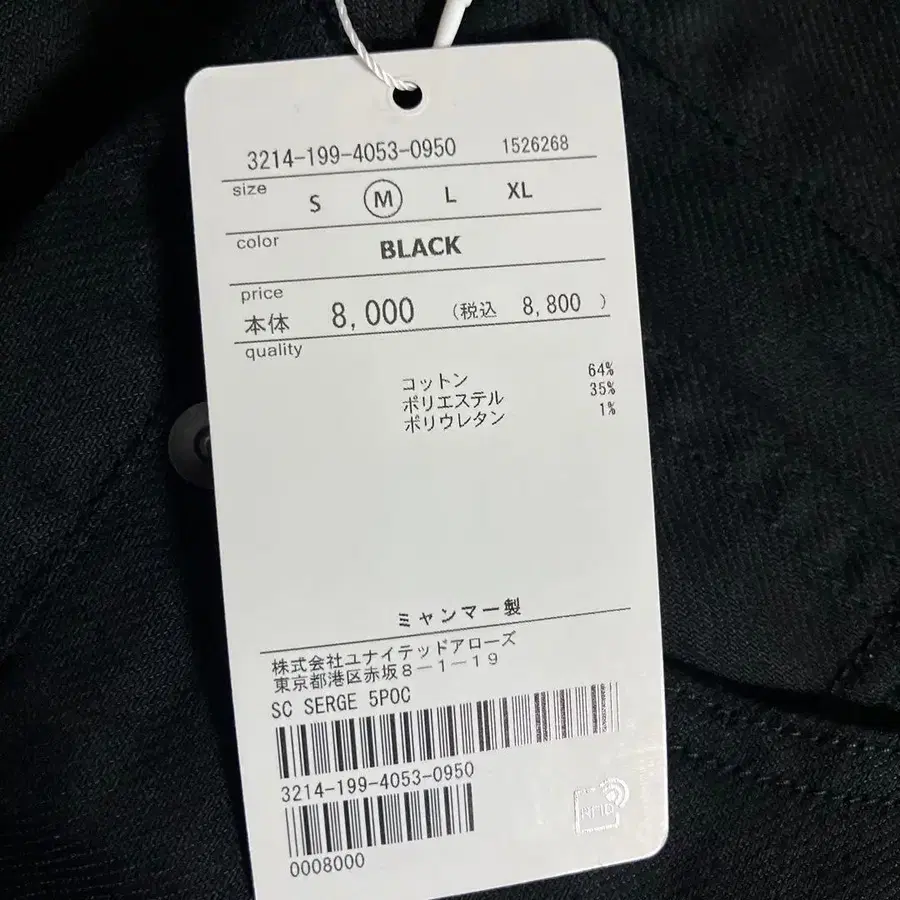 3214-199-4053-0950 1526268
size
S M L XL
color
BLACK
price
本体 8,000 (税込 8,800 )
quality
コットン 64%
ポリエステル 35%
ポリウレタン 1%
ミャンマー製
株式会社ユナイテッドアローズ
東京都港区赤坂8-1-19
SC SERGE 5POC
3214-199-4053-0950
0008000
RFID